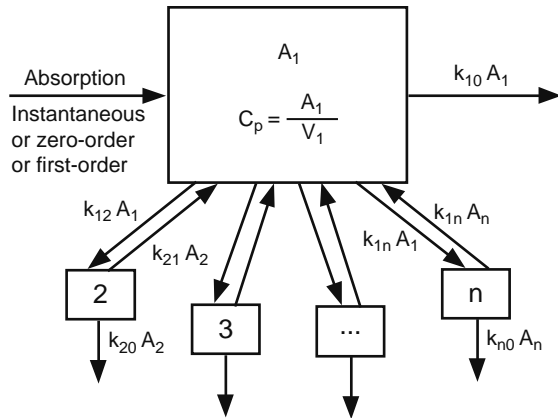 A₁
Absorption
k₁₀ A₁
Instantaneous
or zero-order
or first-order
Cₚ = A₁ / V₁
k₁₂ A₁
k₂₁ A₂
k₁ₙ A₁
k₁ₙ Aₙ
2
3
...
n
k₂₀ A₂
kₙ₀ Aₙ